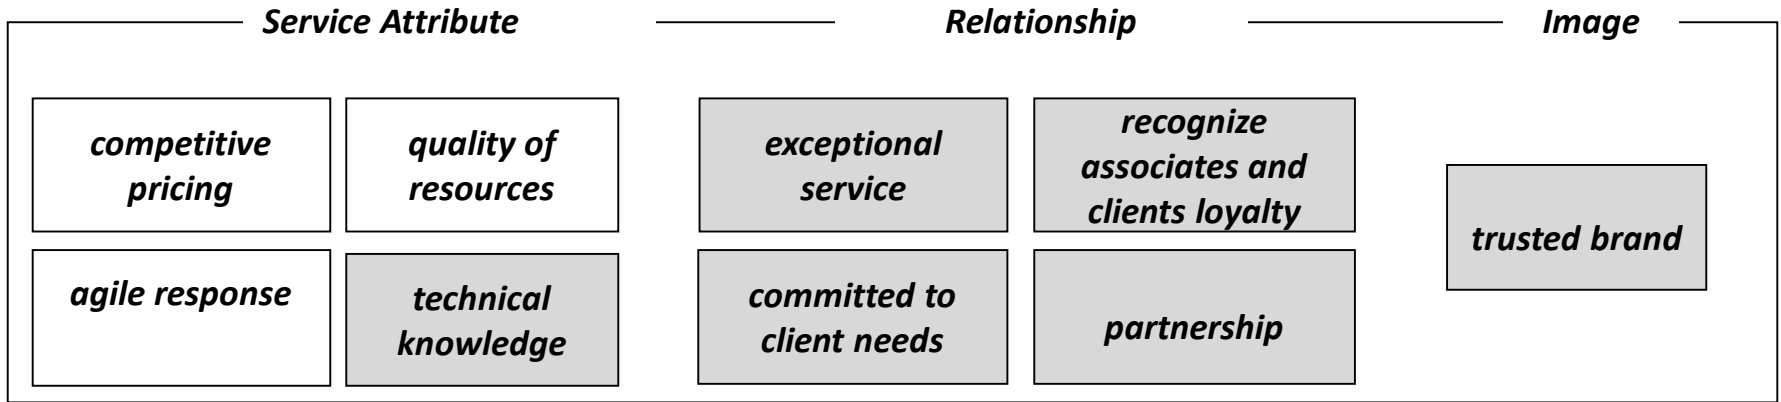 Service Attribute
Relationship
Image
competitive
pricing
quality of
resources
exceptional
service
recognize
associates and
clients loyalty
trusted brand
agile response
technical
knowledge
committed to
client needs
partnership